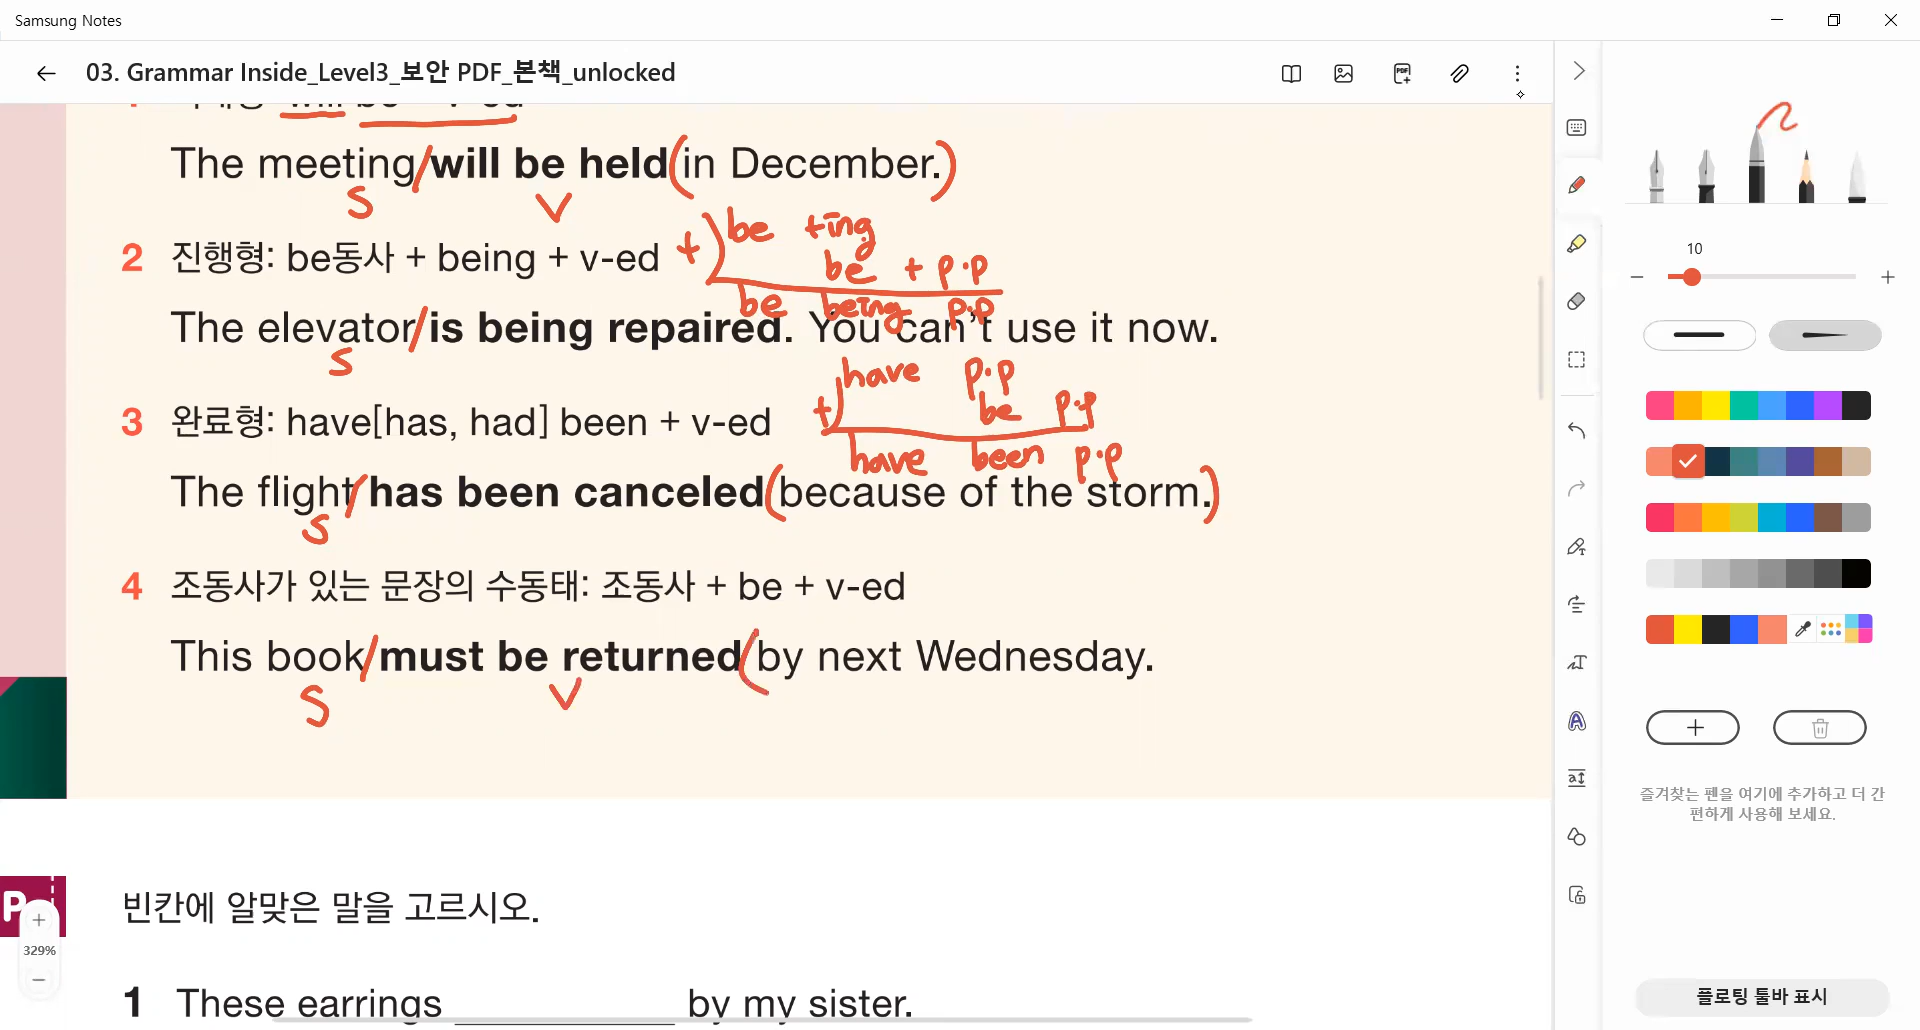 Samsung Notes
03. Grammar Inside_Level3_보안 PDF_본책_unlocked
will be v-ed
The meeting/will be held(in December.)
S V
2 진행형: be동사 + being + v-ed
+ be ting
be + p.p
be being p.p
The elevator/is being repaired. You can't use it now.
S
3 완료형: have[has, had] been + v-ed
+ have p.p
be p.p
have been p.p
The flight/has been canceled(because of the storm.)
S
4 조동사가 있는 문장의 수동태: 조동사 + be + v-ed
This book/must be returned(by next Wednesday.
S V
P
빈칸에 알맞은 말을 고르시오.
1 These earrings __________ by my sister.
329%
PDF
10
즐겨찾는 펜을 여기에 추가하고 더 간
편하게 사용해 보세요.
플로팅 툴바 표시